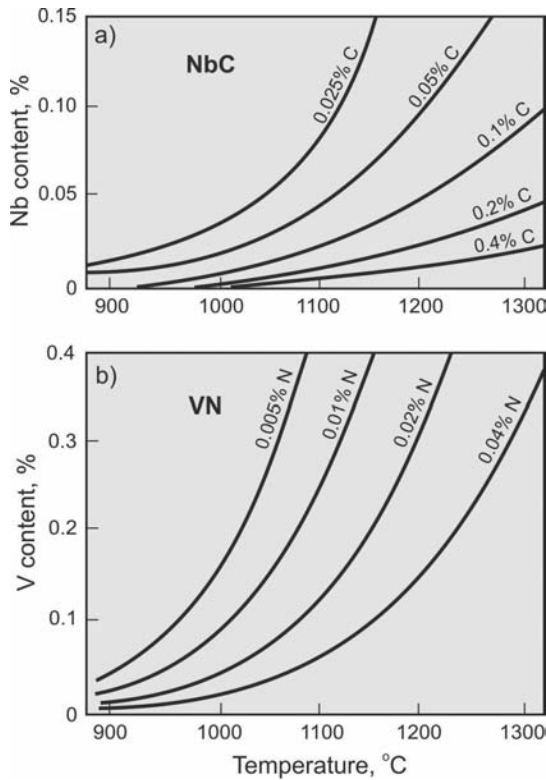 0.15
a)
NbC
0.025% C
0.05% C
0.10
0.1% C
0.05
0.2% C
0.4% C
0
Nb content, %
900 1000 1100 1200 1300
0.4
b)
VN
0.005% N
0.01% N
0.02% N
0.04% N
0.3
0.2
0.1
0
V content, %
900 1000 1100 1200 1300
Temperature, °C